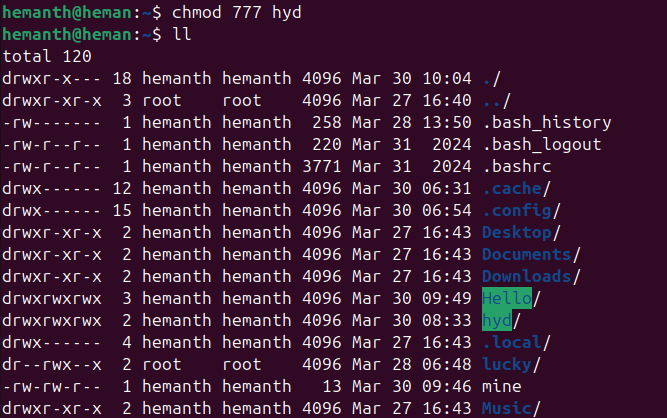 hemanth@heman:~$ chmod 777 hyd
hemanth@heman:~$ ll
total 120
drwxr-x--- 18 hemanth hemanth 4096 Mar 30 10:04 ./
drwxr-xr-x  3 root    root    4096 Mar 27 16:40 ../
-rw-------  1 hemanth hemanth  258 Mar 28 13:50 .bash_history
-rw-r--r--  1 hemanth hemanth  220 Mar 31  2024 .bash_logout
-rw-r--r--  1 hemanth hemanth 3771 Mar 31  2024 .bashrc
drwx------ 12 hemanth hemanth 4096 Mar 30 06:31 .cache/
drwx------ 15 hemanth hemanth 4096 Mar 30 06:54 .config/
drwxr-xr-x  2 hemanth hemanth 4096 Mar 27 16:43 Desktop/
drwxr-xr-x  2 hemanth hemanth 4096 Mar 27 16:43 Documents/
drwxr-xr-x  2 hemanth hemanth 4096 Mar 27 16:43 Downloads/
drwxrwxrwx  3 hemanth hemanth 4096 Mar 30 09:49 Hello/
drwxrwxrwx  2 hemanth hemanth 4096 Mar 30 08:33 hyd/
drwx------  4 hemanth hemanth 4096 Mar 27 16:43 .local/
dr--rwx--x  2 root    root    4096 Mar 28 06:48 lucky/
-rw-rw-r--  1 hemanth hemanth   13 Mar 30 09:46 mine
drwxr-xr-x  2 hemanth hemanth 4096 Mar 27 16:43 Music/